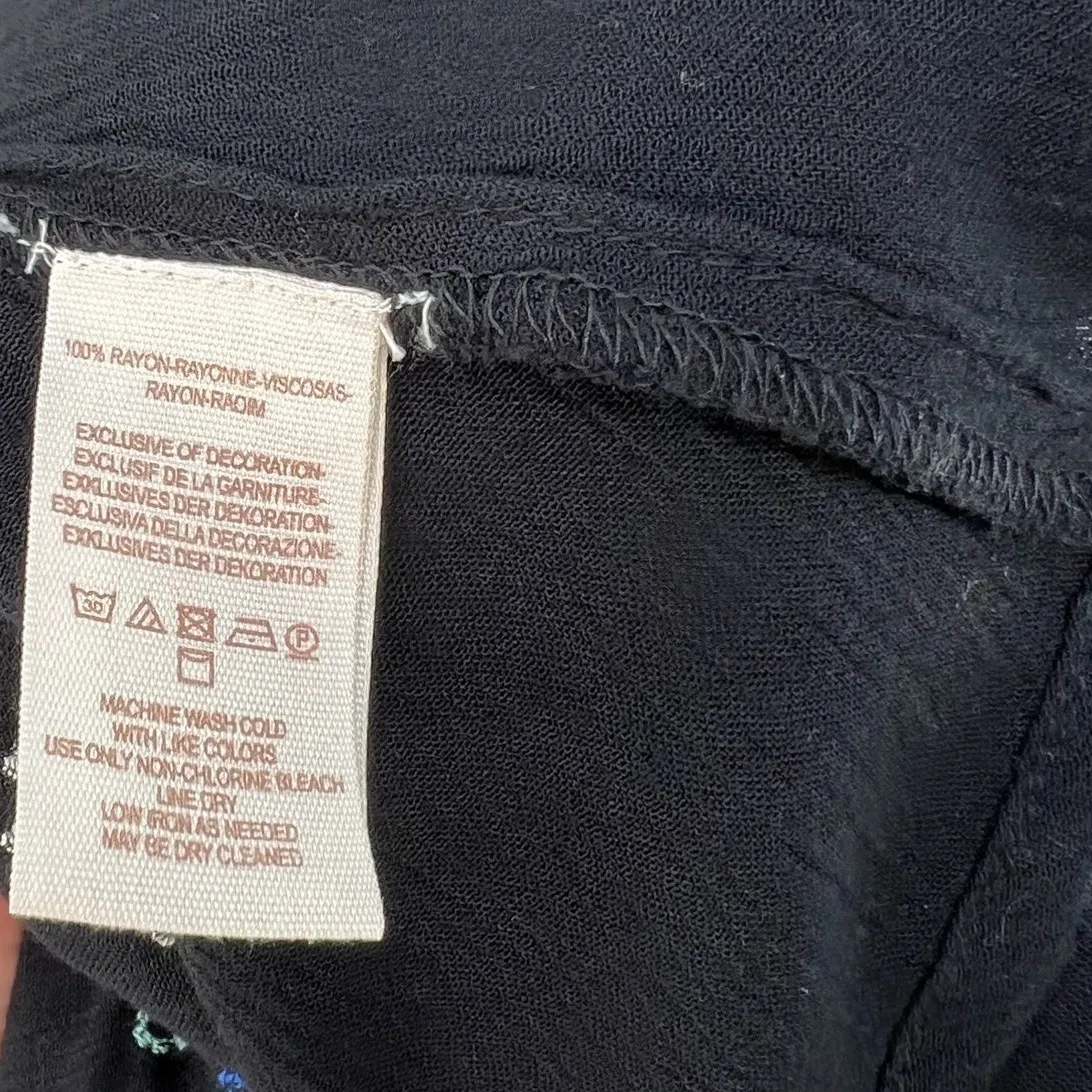 100% RAYON-RAYONNE-VISCOSAS-
RAYON-RAOIM
EXCLUSIVE OF DECORATION-
EXCLUSIF DE LA GARNITURE-
EXKLUSIVES DER DEKORATION-
ESCLUSIVA DELLA DECORAZIONE-
EXKLUSIVES DER DEKORATION
30
P
MACHINE WASH COLD
WITH LIKE COLORS
USE ONLY NON-CHLORINE BLEACH
LINE DRY
LOW IRON AS NEEDED
MAY BE DRY CLEANED